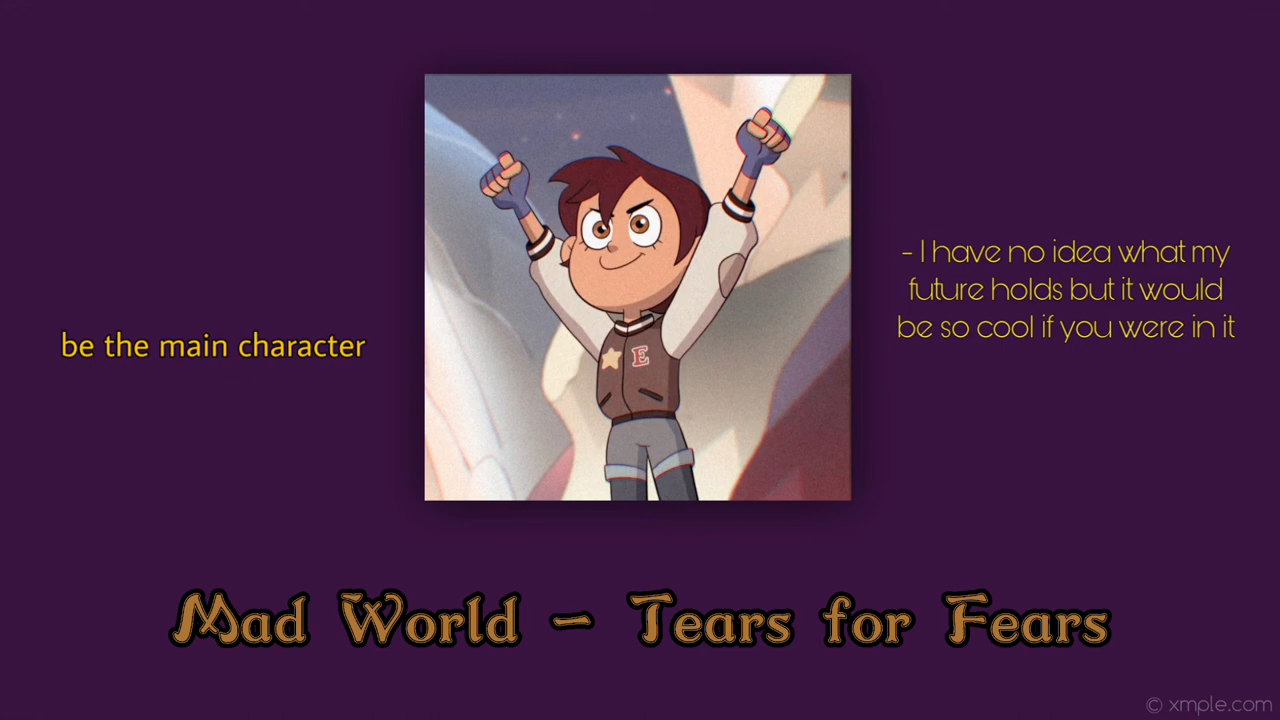 be the main character
E
– I have no idea what my
future holds but it would
be so cool if you were in it
Mad World – Tears for Fears
© xmple.com